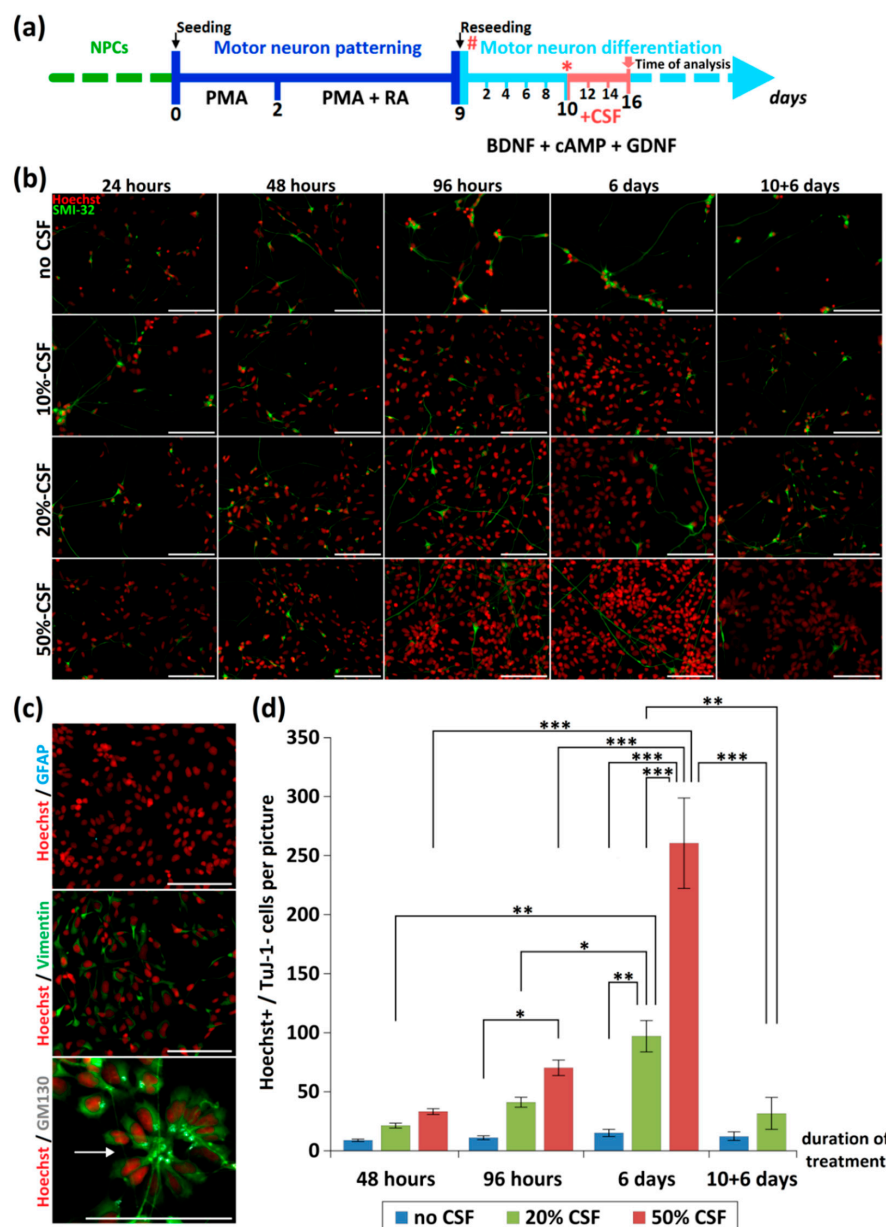 (a)
Seeding
Reseeding
NPCs
Motor neuron patterning
#
Motor neuron differentiation
*
Time of analysis
PMA
PMA + RA
2 4 6 8 12 14
0 2 9 10 16
days
+CSF
BDNF + cAMP + GDNF
(b)
24 hours 48 hours 96 hours 6 days 10+6 days
Hoechst
SMI-32
no CSF
10%-CSF
20%-CSF
50%-CSF
(c)
Hoechst / GFAP
Hoechst / Vimentin
Hoechst / GM130
(d)
Hoechst+ / TuJ-1- cells per picture
350
300
250
200
150
100
50
0
**
***
***
***
***
***
**
*
**
*
48 hours 96 hours 6 days 10+6 days
duration of
treatment
no CSF 20% CSF 50% CSF